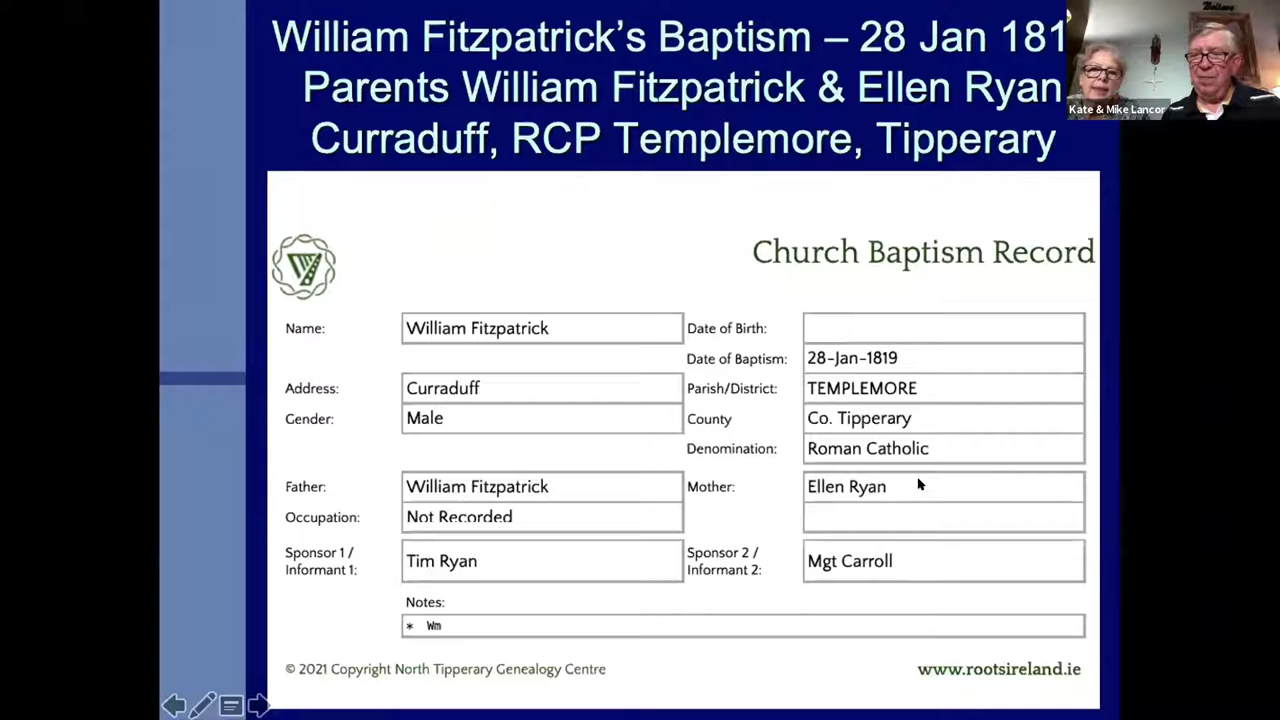 William Fitzpatrick's Baptism – 28 Jan 181
Parents William Fitzpatrick & Ellen Ryan
Curraduff, RCP Templemore, Tipperary
Kate & Mike Lancor
Church Baptism Record
Name: William Fitzpatrick Date of Birth:
Date of Baptism: 28-Jan-1819
Address: Curraduff Parish/District: TEMPLEMORE
Gender: Male County Co. Tipperary
Denomination: Roman Catholic
Father: William Fitzpatrick Mother: Ellen Ryan
Occupation: Not Recorded
Sponsor 1 / Informant 1: Tim Ryan Sponsor 2 / Informant 2: Mgt Carroll
Notes:
* Wm
© 2021 Copyright North Tipperary Genealogy Centre www.rootsireland.ie